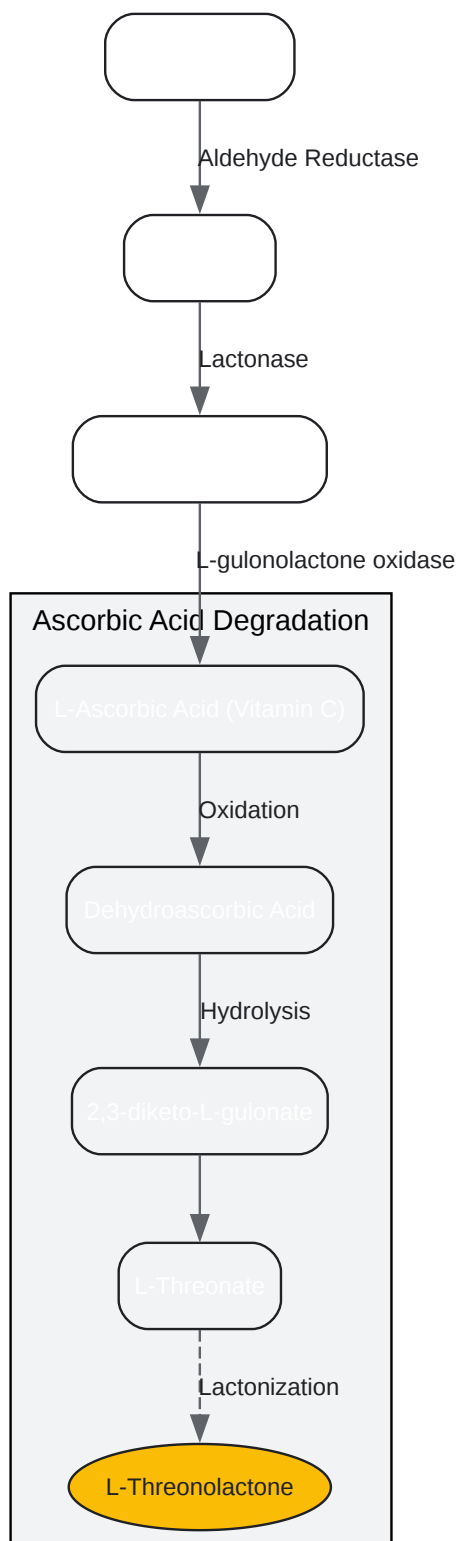 Aldehyde Reductase
Lactonase
L-gulonolactone oxidase
Ascorbic Acid Degradation
L-Ascorbic Acid (Vitamin C)
Oxidation
Dehydroascorbic Acid
Hydrolysis
2,3-diketo-L-gulonate
L-Threonate
Lactonization
L-Threonolactone